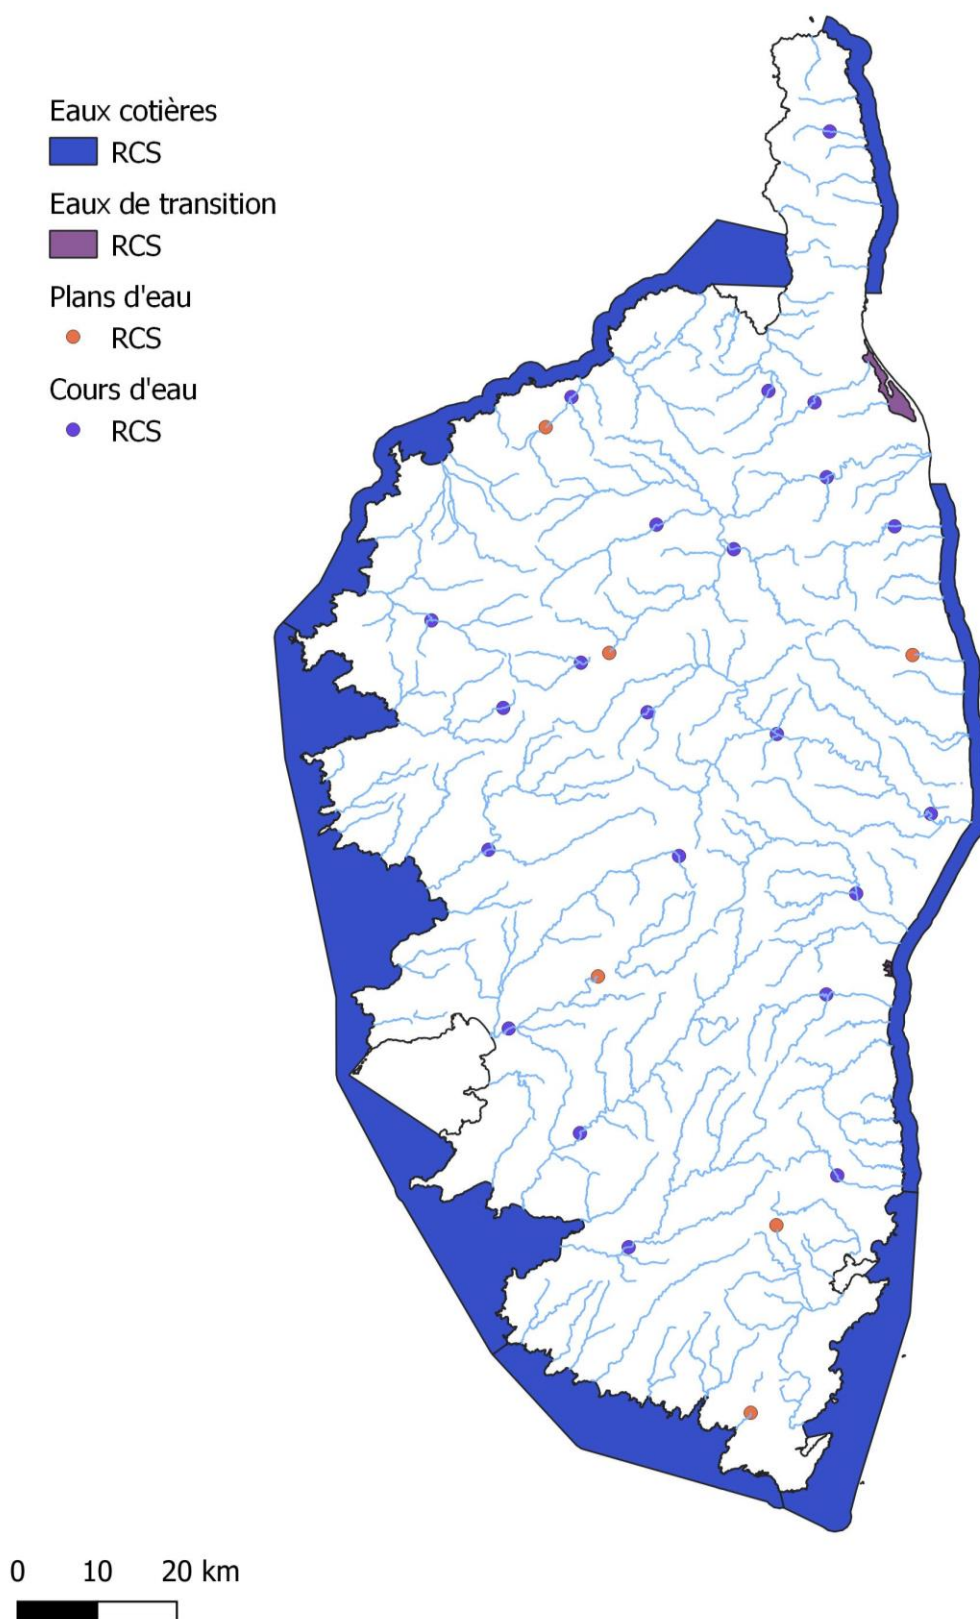 Eaux cotières
RCS
Eaux de transition
RCS
Plans d'eau
RCS
Cours d'eau
RCS
0 10 20 km